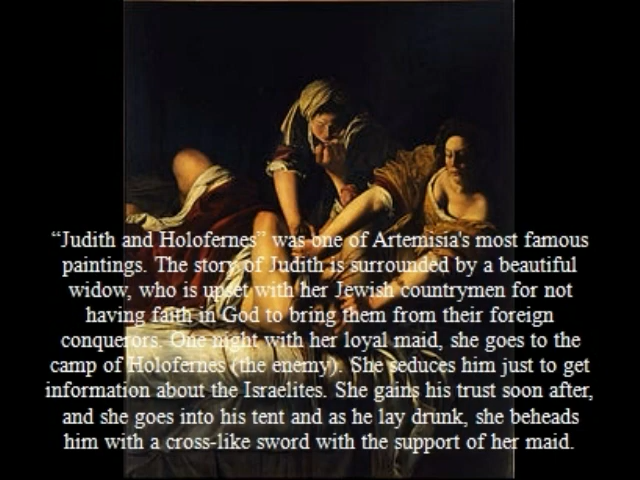 “Judith and Holofernes” was one of Artemisia's most famous
paintings. The story of Judith is surrounded by a beautiful
widow, who is upset with her Jewish countrymen for not
having faith in God to bring them from their foreign
conquerors. One night with her loyal maid, she goes to the
camp of Holofernes (the enemy). She seduces him just to get
information about the Israelites. She gains his trust soon after,
and she goes into his tent and as he lay drunk, she beheads
him with a cross-like sword with the support of her maid.